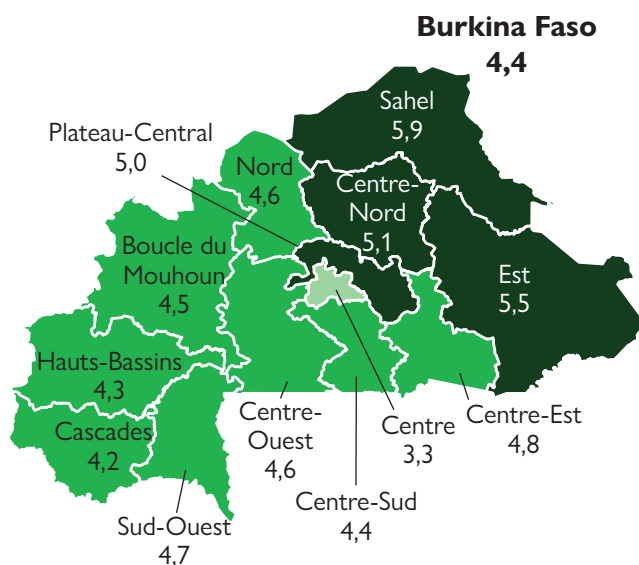 Burkina Faso
4,4
Sahel
5,9
Plateau-Central
5,0
Nord
4,6
Centre-
Nord
5,1
Boucle du
Mouhoun
4,5
Est
5,5
Hauts-Bassins
4,3
Centre-
Ouest
4,6
Centre
3,3
Centre-Est
4,8
Cascades
4,2
Centre-Sud
4,4
Sud-Ouest
4,7